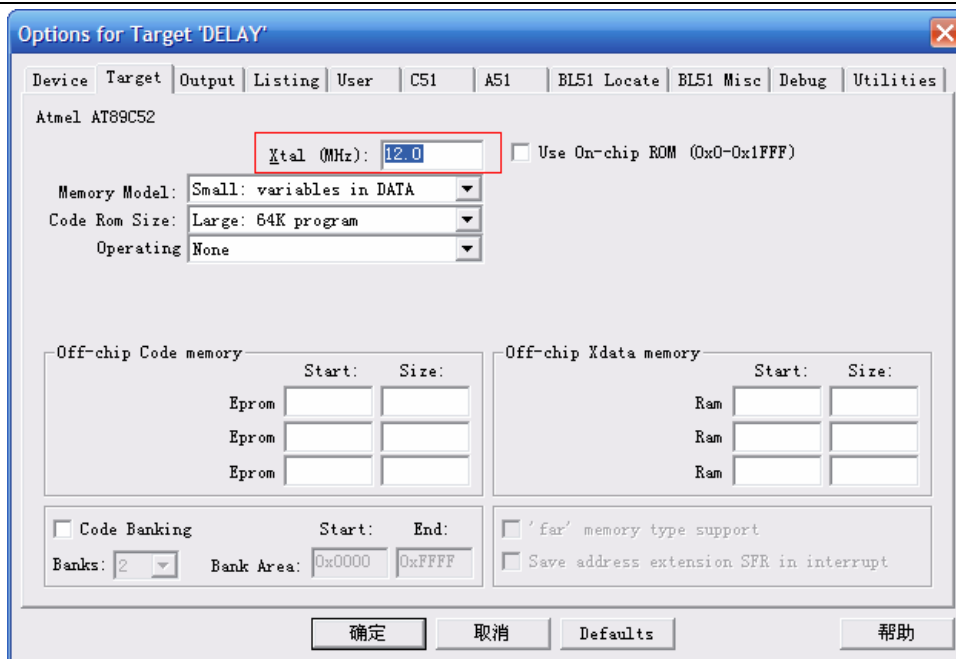 Options for Target 'DELAY'
Device Target Output Listing User C51 A51 BL51 Locate BL51 Misc Debug Utilities
Atmel AT89C52
Xtal (MHz): 12.0 Use On-chip ROM (0x0-0x1FFF)
Memory Model: Small: variables in DATA
Code Rom Size: Large: 64K program
Operating None
Off-chip Code memory
Start: Size:
Eprom
Eprom
Eprom
Off-chip Xdata memory
Start: Size:
Ram
Ram
Ram
Code Banking Start: End:
Banks: 2 Bank Area: 0x0000 0xFFFF
'far' memory type support
Save address extension SFR in interrupt
确定 取消 Defaults 帮助